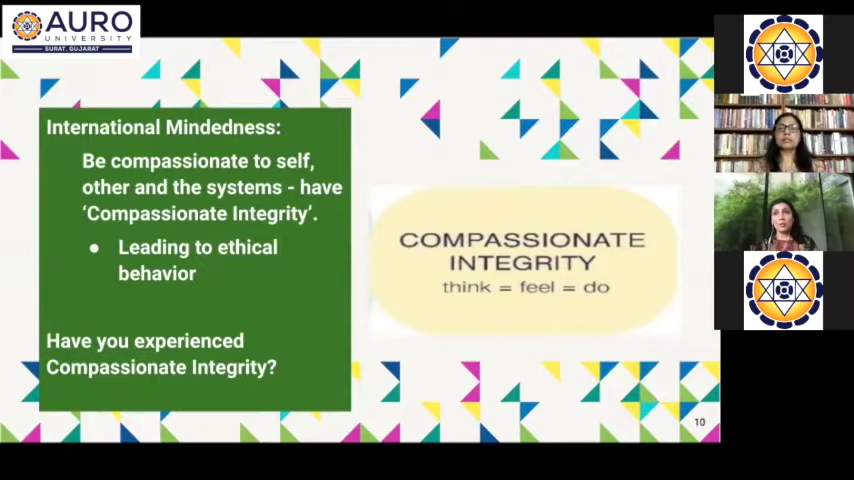 AURO
UNIVERSITY
SURAT. GUJARAT
International Mindedness:
Be compassionate to self,
other and the systems - have
‘Compassionate Integrity’.
● Leading to ethical
behavior
Have you experienced
Compassionate Integrity?
COMPASSIONATE
INTEGRITY
think = feel = do
10